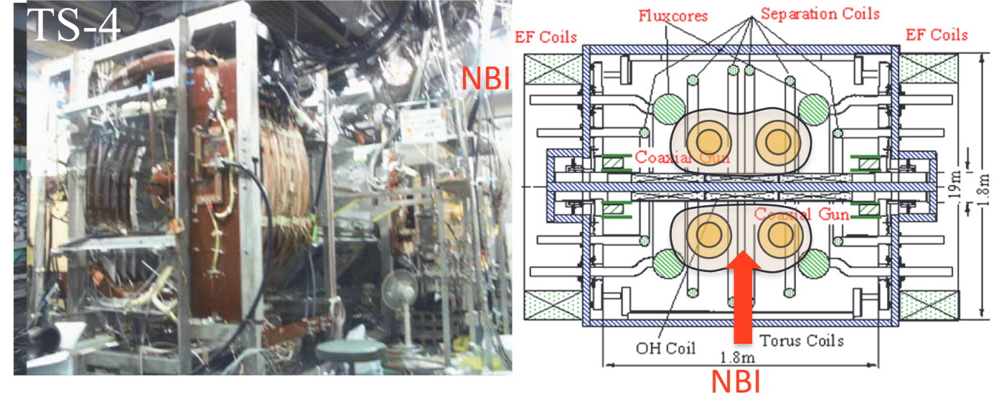 TS-4
NBI
Fluxcores
Separation Coils
EF Coils
EF Coils
Coaxial Gun
Coaxial Gun
.19m
1.8m
OH Coil
Torus Coils
1.8m
NBI